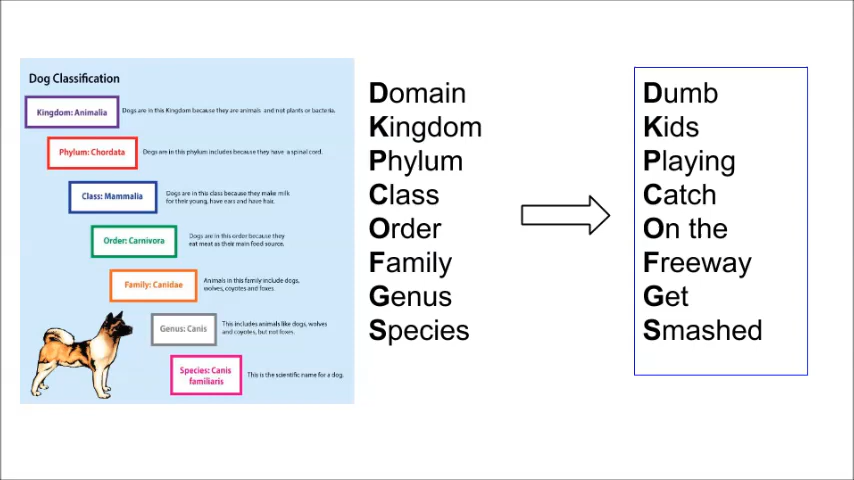 Dog Classification
Kingdom: Animalia
Dogs are in this Kingdom because they are animals and not plants or bacteria.
Phylum: Chordata
Dogs are in this phylum includes because they have a spinal cord.
Class: Mammalia
Dogs are in this class because they make milk
for their young, have ears and have hair.
Order: Carnivora
Dogs are in this order because they
eat meat as their main food source.
Family: Canidae
Animals in this family include dogs,
wolves, coyotes and foxes.
Genus: Canis
This includes animals like dogs, wolves
and coyotes, but not foxes.
Species: Canis
familiaris
This is the scientific name for a dog.
Domain
Kingdom
Phylum
Class
Order
Family
Genus
Species
Dumb
Kids
Playing
Catch
On the
Freeway
Get
Smashed